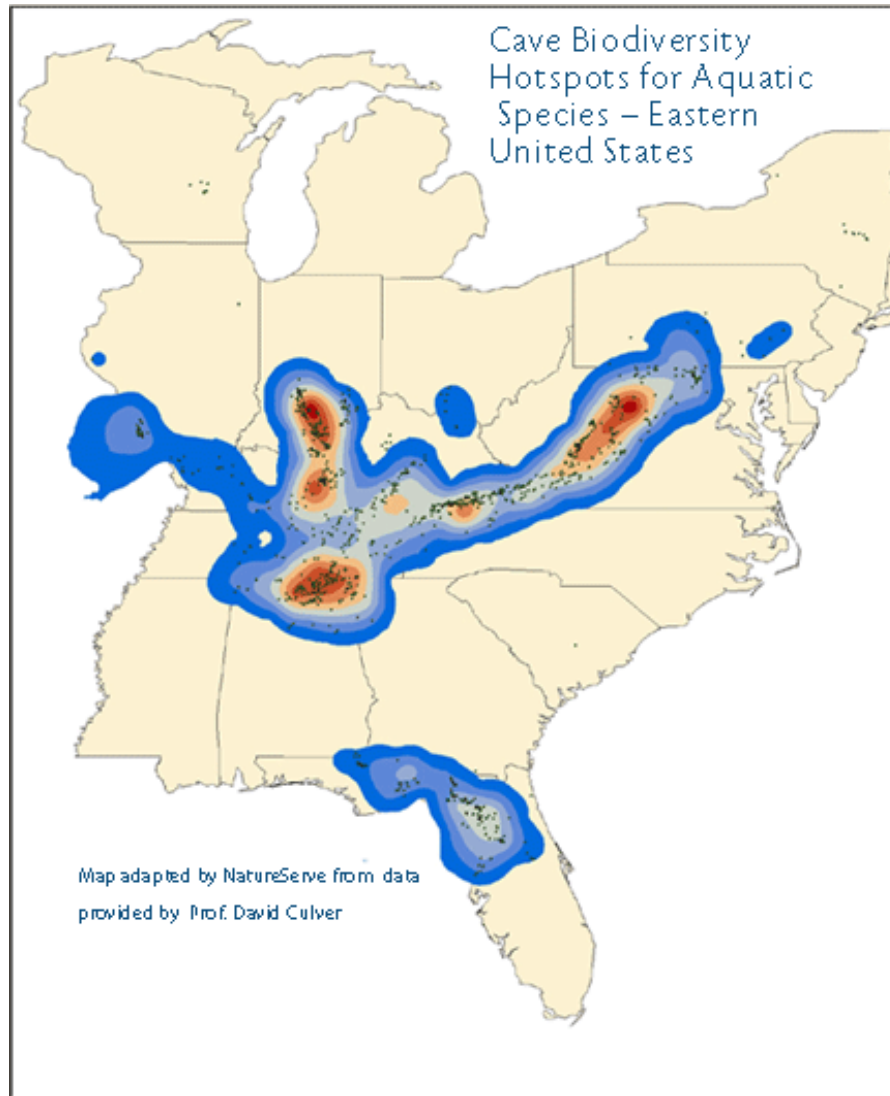 Cave Biodiversity
Hotspots for Aquatic
Species – Eastern
United States
Map adapted by NatureServe from data
provided by Prof. David Culver